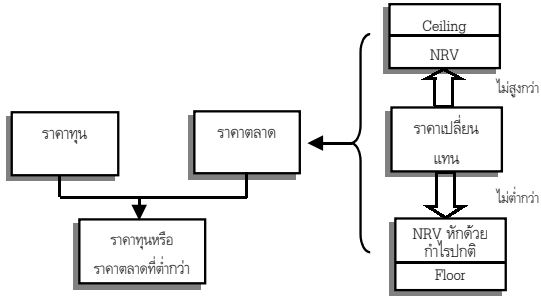 Ceiling
NRV
ไม่สูงกว่า
ราคาทุน
ราคาตลาด
ราคาเปลี่ยน
แทน
ไม่ต่ำกว่า
ราคาทุนหรือ
ราคาตลาดที่ต่ำกว่า
NRV หักด้วย
กำไรปกติ
Floor